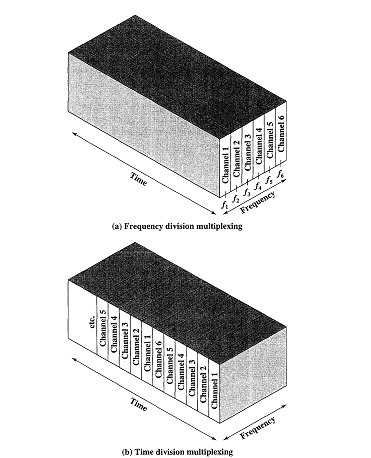 Channel 1
Channel 2
Channel 3
Channel 4
Channel 5
Channel 6
f1
f2
f3
f4
f5
f6
Time
Frequency
(a) Frequency division multiplexing
etc.
Channel 5
Channel 4
Channel 3
Channel 2
Channel 1
Channel 6
Channel 5
Channel 4
Channel 3
Channel 2
Channel 1
Time
Frequency
(b) Time division multiplexing